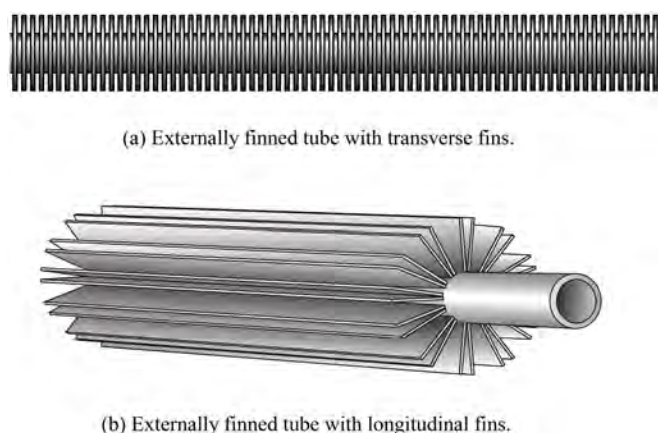 (a) Externally finned tube with transverse fins.
(b) Externally finned tube with longitudinal fins.